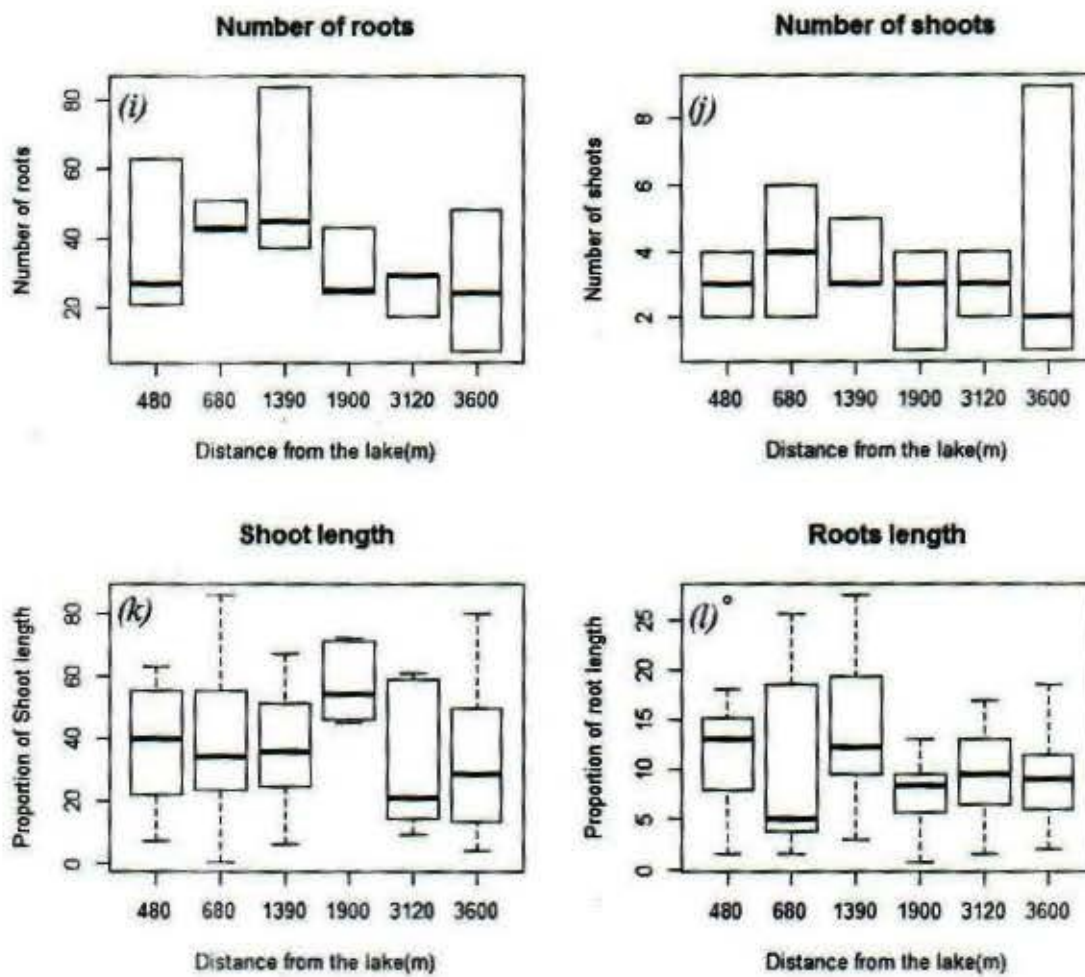 Number of roots
(i)
Number of roots
80
60
40
20
480 680 1390 1900 3120 3600
Distance from the lake(m)
Number of shoots
(j)
Number of shoots
8
6
4
2
480 680 1390 1900 3120 3600
Distance from the lake(m)
Shoot length
(k)
Proportion of Shoot length
80
60
40
20
0
480 680 1390 1900 3120 3600
Distance from the lake(m)
Roots length
(l)
Proportion of root length
25
20
15
10
5
0
480 680 1390 1900 3120 3600
Distance from the lake(m)